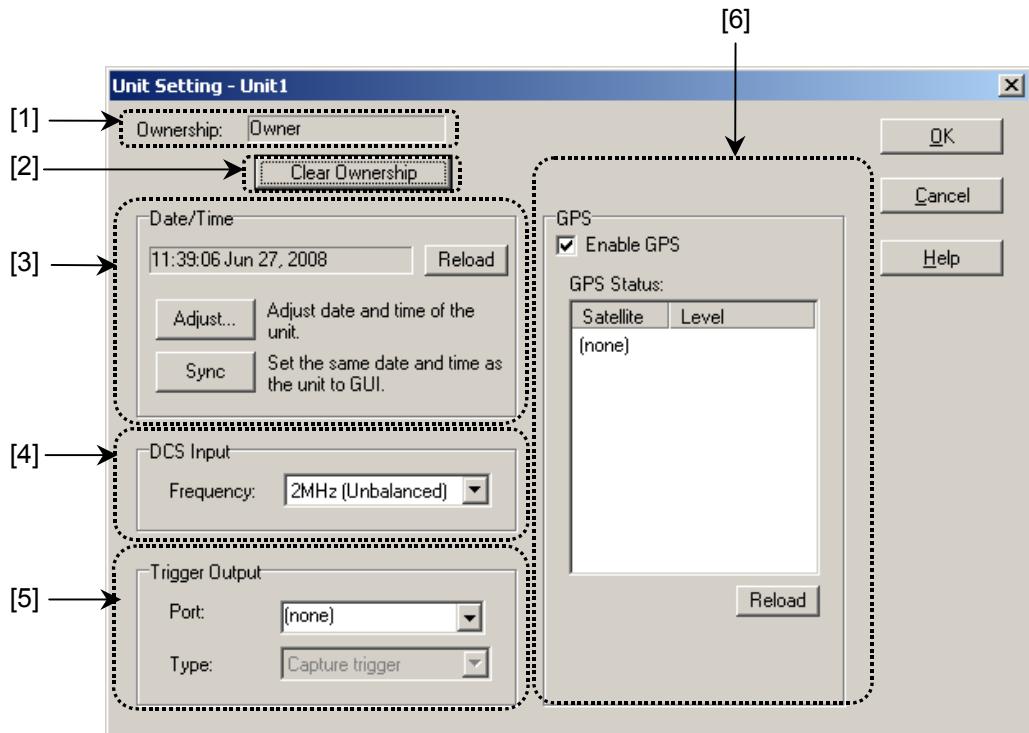 [6]
Unit Setting - Unit1
[1]
Ownership: Owner
OK
[2]
Clear Ownership
Cancel
[3]
Date/Time
11:39:06 Jun 27, 2008 Reload
Adjust... Adjust date and time of the
unit.
Sync Set the same date and time as
the unit to GUI.
GPS
Enable GPS
Help
GPS Status:
Satellite Level
(none)
Reload
[4]
DCS Input
Frequency: 2MHz (Unbalanced)
[5]
Trigger Output
Port: (none)
Type: Capture trigger